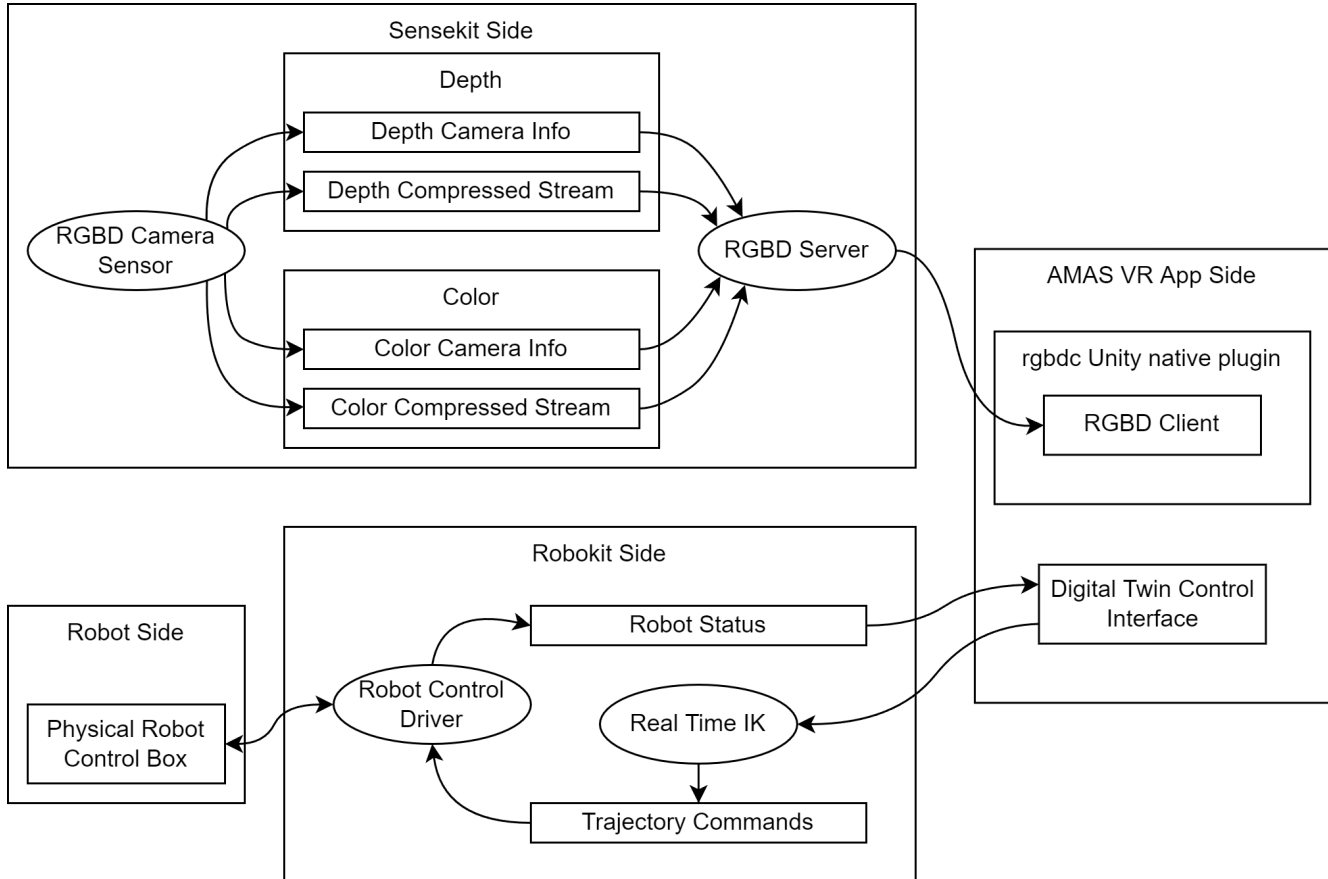 Sensekit Side
Depth
Depth Camera Info
Depth Compressed Stream
RGBD Camera
Sensor
RGBD Server
Color
Color Camera Info
Color Compressed Stream
AMAS VR App Side
rgbdc Unity native plugin
RGBD Client
Digital Twin Control
Interface
Robokit Side
Robot Status
Robot Control
Driver
Real Time IK
Trajectory Commands
Robot Side
Physical Robot
Control Box